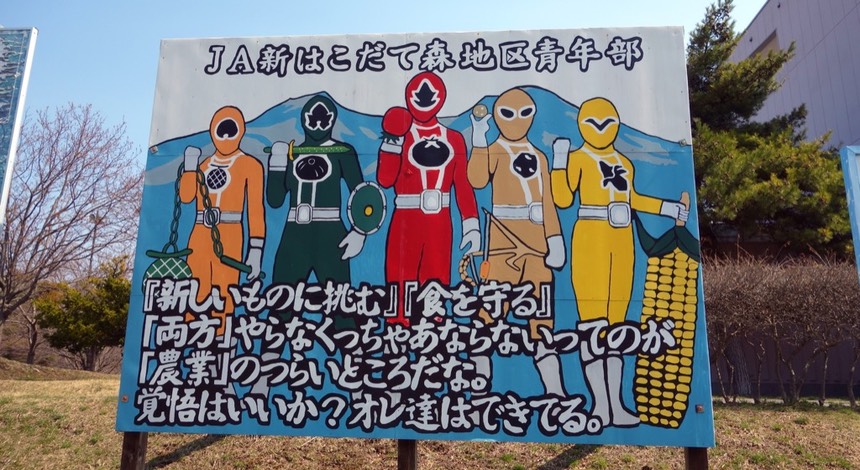 JA新はこだて森地区青年部
『新しいものに挑む』『食を守る』
「両方」やらなくっちゃあならないってのが
「農業」のつらいところだな。
覚悟はいいか?オレ達はできてる。